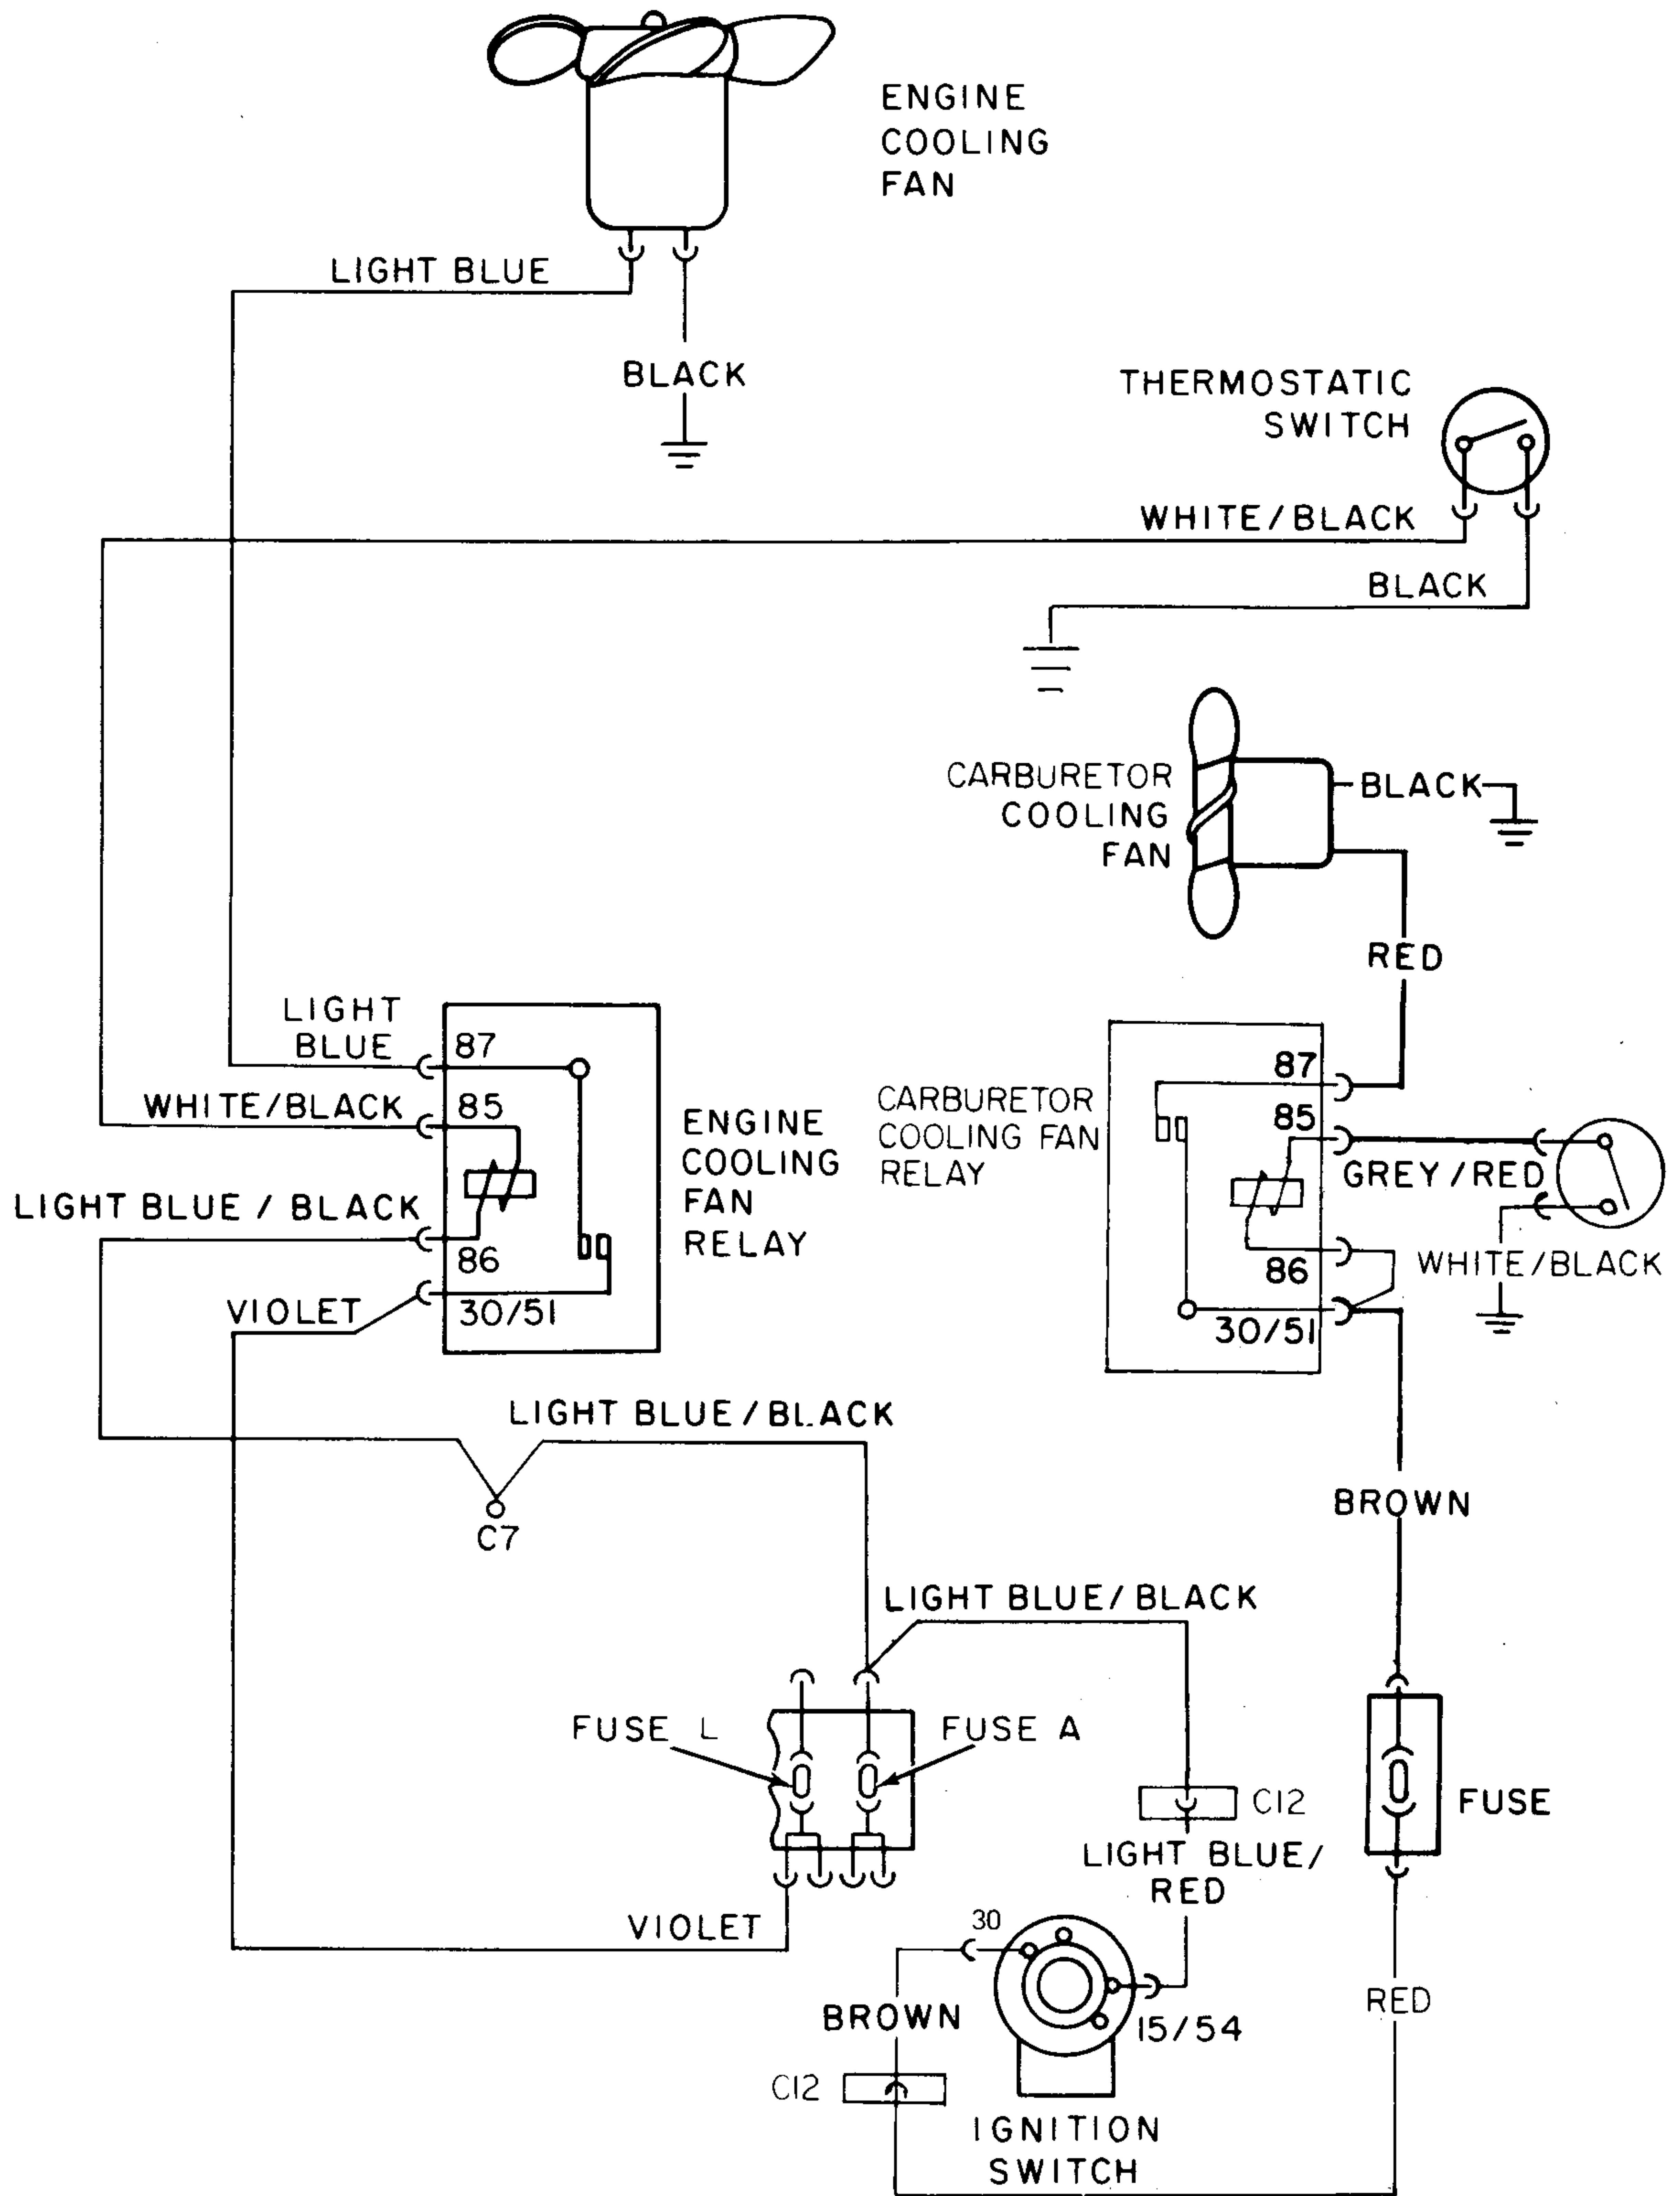 ENGINE
COOLING
FAN
LIGHT BLUE
BLACK
THERMOSTATIC
SWITCH
WHITE/BLACK
BLACK
CARBURETOR
COOLING
FAN
BLACK
RED
LIGHT
BLUE
87
WHITE/BLACK
85
ENGINE
COOLING
FAN
RELAY
LIGHT BLUE / BLACK
86
VIOLET
30/51
CARBURETOR
COOLING FAN
RELAY
87
85
GREY/RED
86
WHITE/BLACK
30/51
LIGHT BLUE/BLACK
C7
BROWN
LIGHT BLUE/BLACK
FUSE L
FUSE A
C12
FUSE
LIGHT BLUE/
RED
VIOLET
30
BROWN
15/54
RED
C12
IGNITION
SWITCH